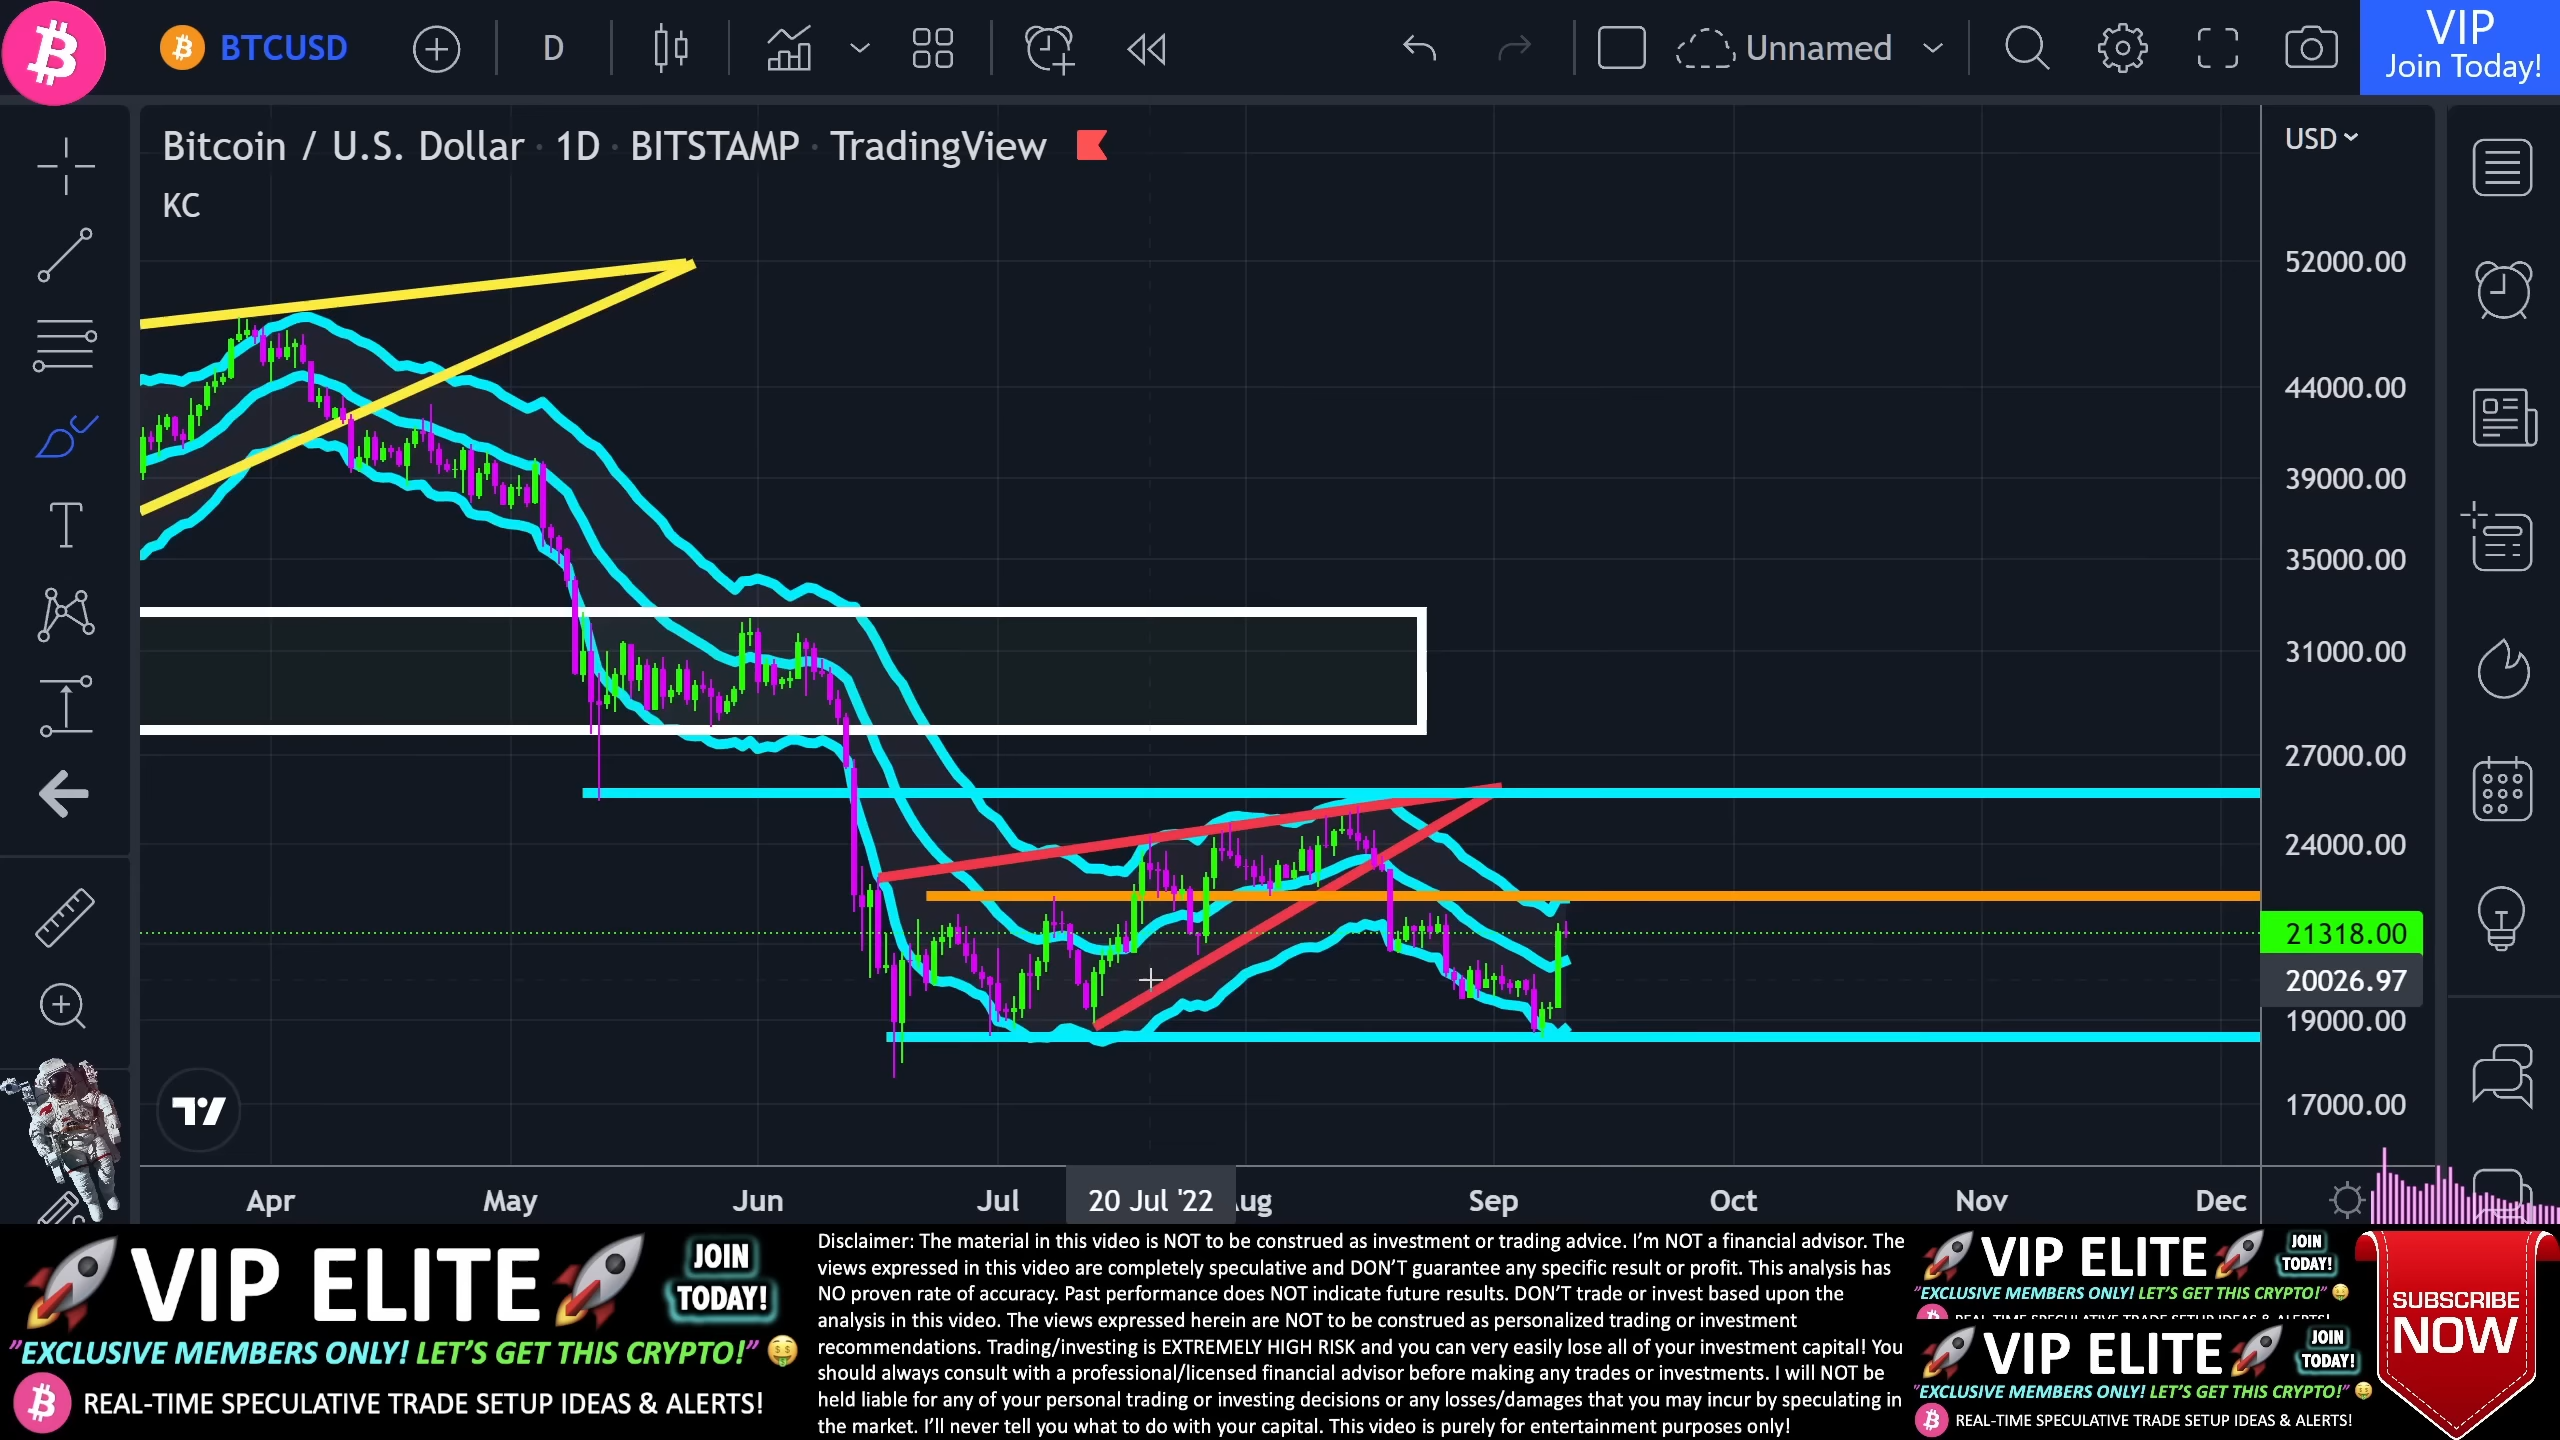 BTCUSD
D
Unnamed
VIP
Join Today!
Bitcoin / U.S. Dollar · 1D · BITSTAMP · TradingView
KC
USD
52000.00
44000.00
39000.00
35000.00
31000.00
27000.00
24000.00
21318.00
20026.97
19000.00
17000.00
Apr
May
Jun
Jul
20 Jul '22
Sep
Oct
Nov
Dec
VIP ELITE
JOIN
TODAY!
"EXCLUSIVE MEMBERS ONLY! LET'S GET THIS CRYPTO!"
REAL-TIME SPECULATIVE TRADE SETUP IDEAS & ALERTS!
Disclaimer: The material in this video is NOT to be construed as investment or trading advice. I'm NOT a financial advisor. The
views expressed in this video are completely speculative and DON'T guarantee any specific result or profit. This analysis has
NO proven rate of accuracy. Past performance does NOT indicate future results. DON'T trade or invest based upon the
analysis in this video. The views expressed herein are NOT to be construed as personalized trading or investment
recommendations. Trading/investing is EXTREMELY HIGH RISK and you can very easily lose all of your investment capital! You
should always consult with a professional/licensed financial advisor before making any trades or investments. I will NOT be
held liable for any of your personal trading or investing decisions or any losses/damages that you may incur by speculating in
the market. I'll never tell you what to do with your capital. This video is purely for entertainment purposes only!
VIP ELITE
JOIN
TODAY!
"EXCLUSIVE MEMBERS ONLY! LET'S GET THIS CRYPTO!"
VIP ELITE
JOIN
TODAY!
"EXCLUSIVE MEMBERS ONLY! LET'S GET THIS CRYPTO!"
REAL-TIME SPECULATIVE TRADE SETUP IDEAS & ALERTS!
SUBSCRIBE
NOW